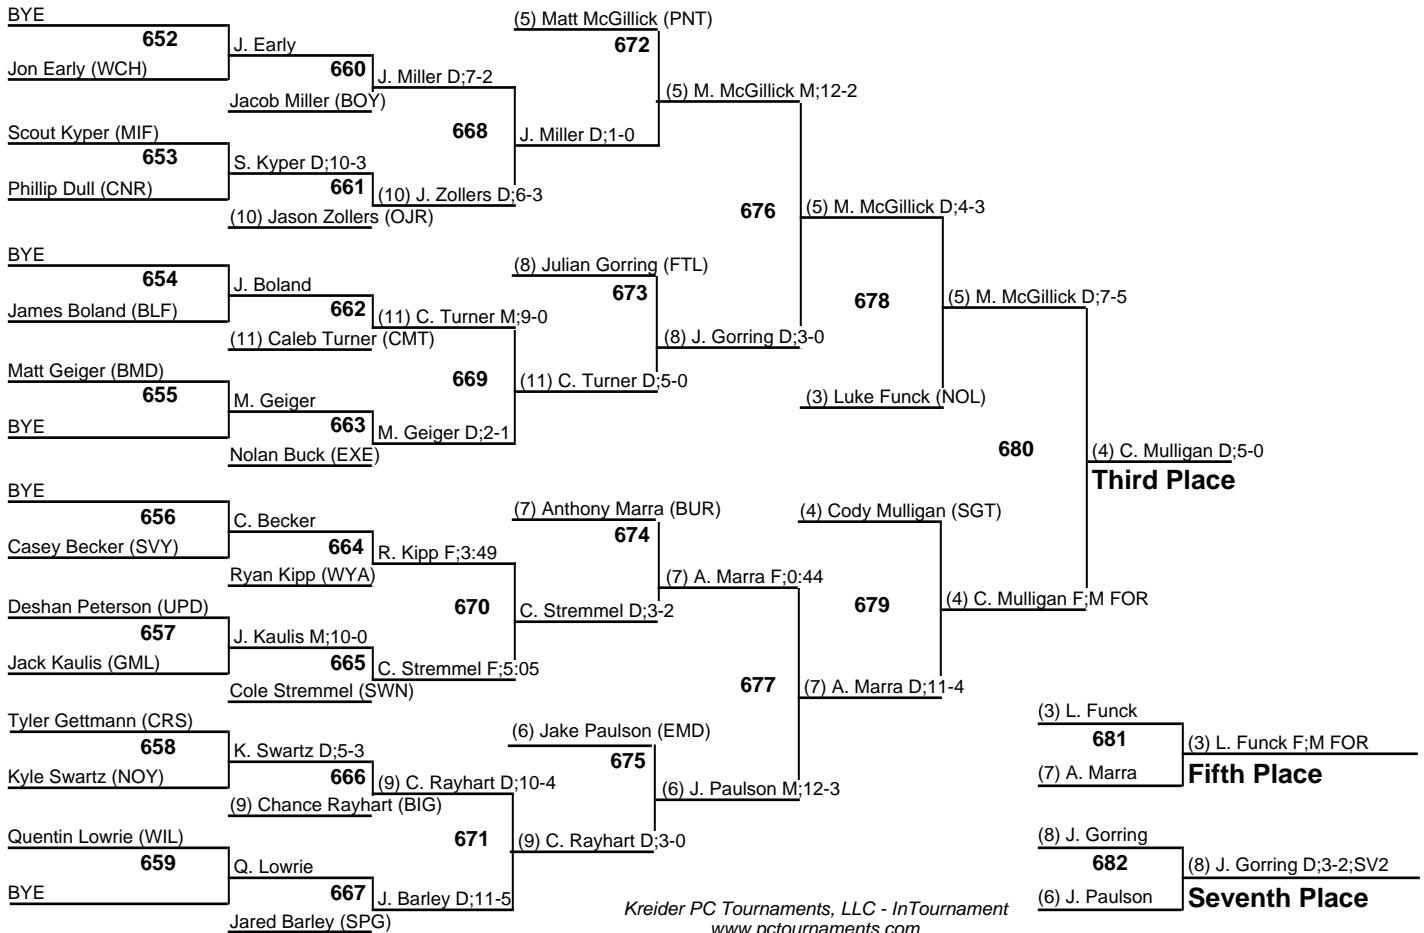 BYE
652
Jon Early (WCH)
J. Early
660
Jacob Miller (BOY)
J. Miller D;7-2
Scout Kyper (MIF)
653
Phillip Dull (CNR)
S. Kyper D;10-3
661
(10) Jason Zollers (OJR)
(10) J. Zollers D;6-3
668
J. Miller D;1-0
(5) Matt McGillick (PNT)
672
(5) M. McGillick M;12-2
BYE
654
James Boland (BLF)
J. Boland
662
(11) Caleb Turner (CMT)
(11) C. Turner M;9-0
Matt Geiger (BMD)
655
BYE
M. Geiger
663
Nolan Buck (EXE)
M. Geiger D;2-1
669
(11) C. Turner D;5-0
(8) Julian Gorring (FTL)
673
(8) J. Gorring D;3-0
676
(5) M. McGillick D;4-3
678
(3) Luke Funck (NOL)
(5) M. McGillick D;7-5
BYE
656
Casey Becker (SVY)
C. Becker
664
Ryan Kipp (WYA)
R. Kipp F;3:49
Deshan Peterson (UPD)
657
Jack Kaulis (GML)
J. Kaulis M;10-0
665
Cole Stremmel (SWN)
C. Stremmel F;5:05
670
C. Stremmel D;3-2
(7) Anthony Marra (BUR)
674
(7) A. Marra F;0:44
Tyler Gettmann (CRS)
658
Kyle Swartz (NOY)
K. Swartz D;5-3
666
(9) Chance Rayhart (BIG)
(9) C. Rayhart D;10-4
Quentin Lowrie (WIL)
659
BYE
Q. Lowrie
667
Jared Barley (SPG)
J. Barley D;11-5
671
(9) C. Rayhart D;3-0
(6) Jake Paulson (EMD)
675
(6) J. Paulson M;12-3
677
(7) A. Marra D;11-4
(4) Cody Mulligan (SGT)
679
(4) C. Mulligan F;M FOR
680
(4) C. Mulligan D;5-0
Third Place
(3) L. Funck
681
(7) A. Marra
(3) L. Funck F;M FOR
Fifth Place
(8) J. Gorring
682
(6) J. Paulson
(8) J. Gorring D;3-2;SV2
Seventh Place
Kreider PC Tournaments, LLC - InTournament
www.pctournaments.com